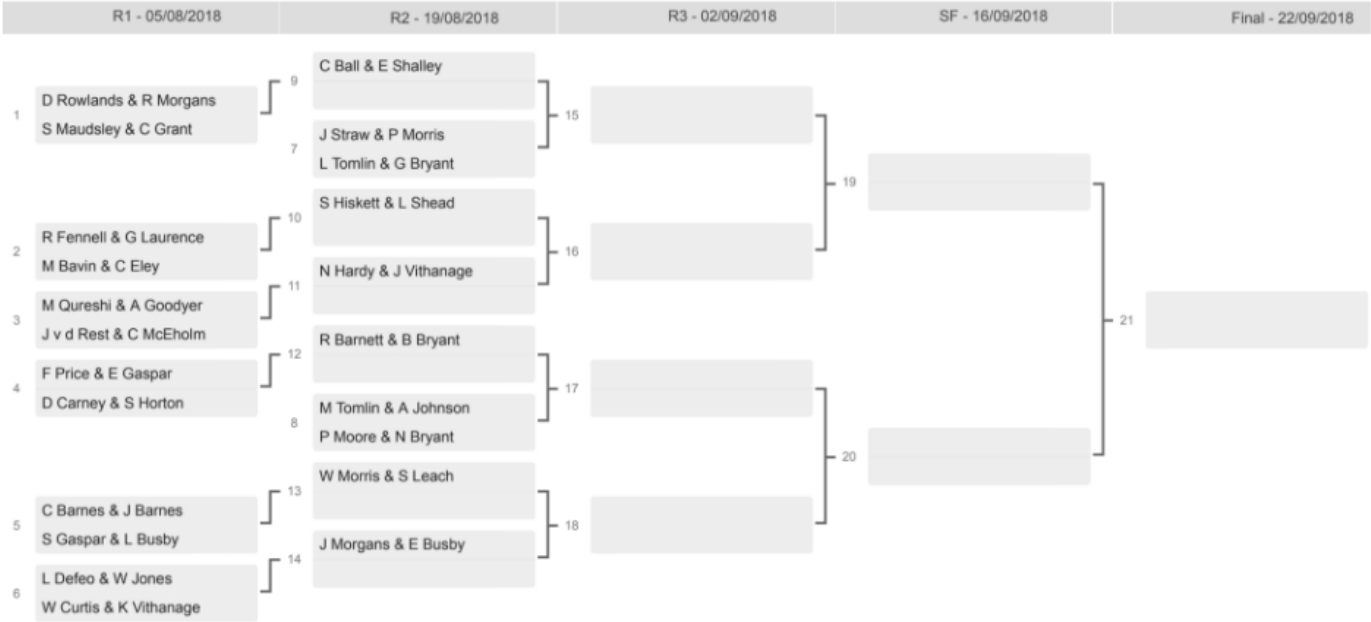 R1 - 05/08/2018
R2 - 19/08/2018
R3 - 02/09/2018
SF - 16/09/2018
Final - 22/09/2018
1
D Rowlands & R Morgans
S Maudsley & C Grant
2
R Fennell & G Laurence
M Bavin & C Eley
3
M Qureshi & A Goodyer
J v d Rest & C McEholm
4
F Price & E Gaspar
D Carney & S Horton
5
C Barnes & J Barnes
S Gaspar & L Busby
6
L Defeo & W Jones
W Curtis & K Vithanage
9
C Ball & E Shalley
7
J Straw & P Morris
L Tomlin & G Bryant
10
S Hiskett & L Shead
11
N Hardy & J Vithanage
12
R Barnett & B Bryant
8
M Tomlin & A Johnson
P Moore & N Bryant
13
W Morris & S Leach
14
J Morgans & E Busby
15
16
17
18
19
20
21